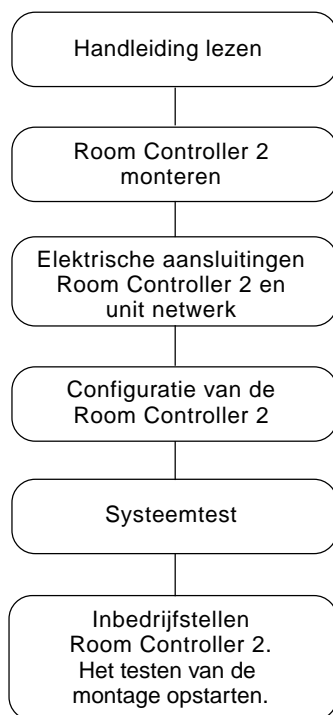 Handleiding lezen
Room Controller 2
monteren
Elektrische aansluitingen
Room Controller 2 en
unit netwerk
Configuratie van de
Room Controller 2
Systeemtest
Inbedrijfstellen
Room Controller 2.
Het testen van de
montage opstarten.